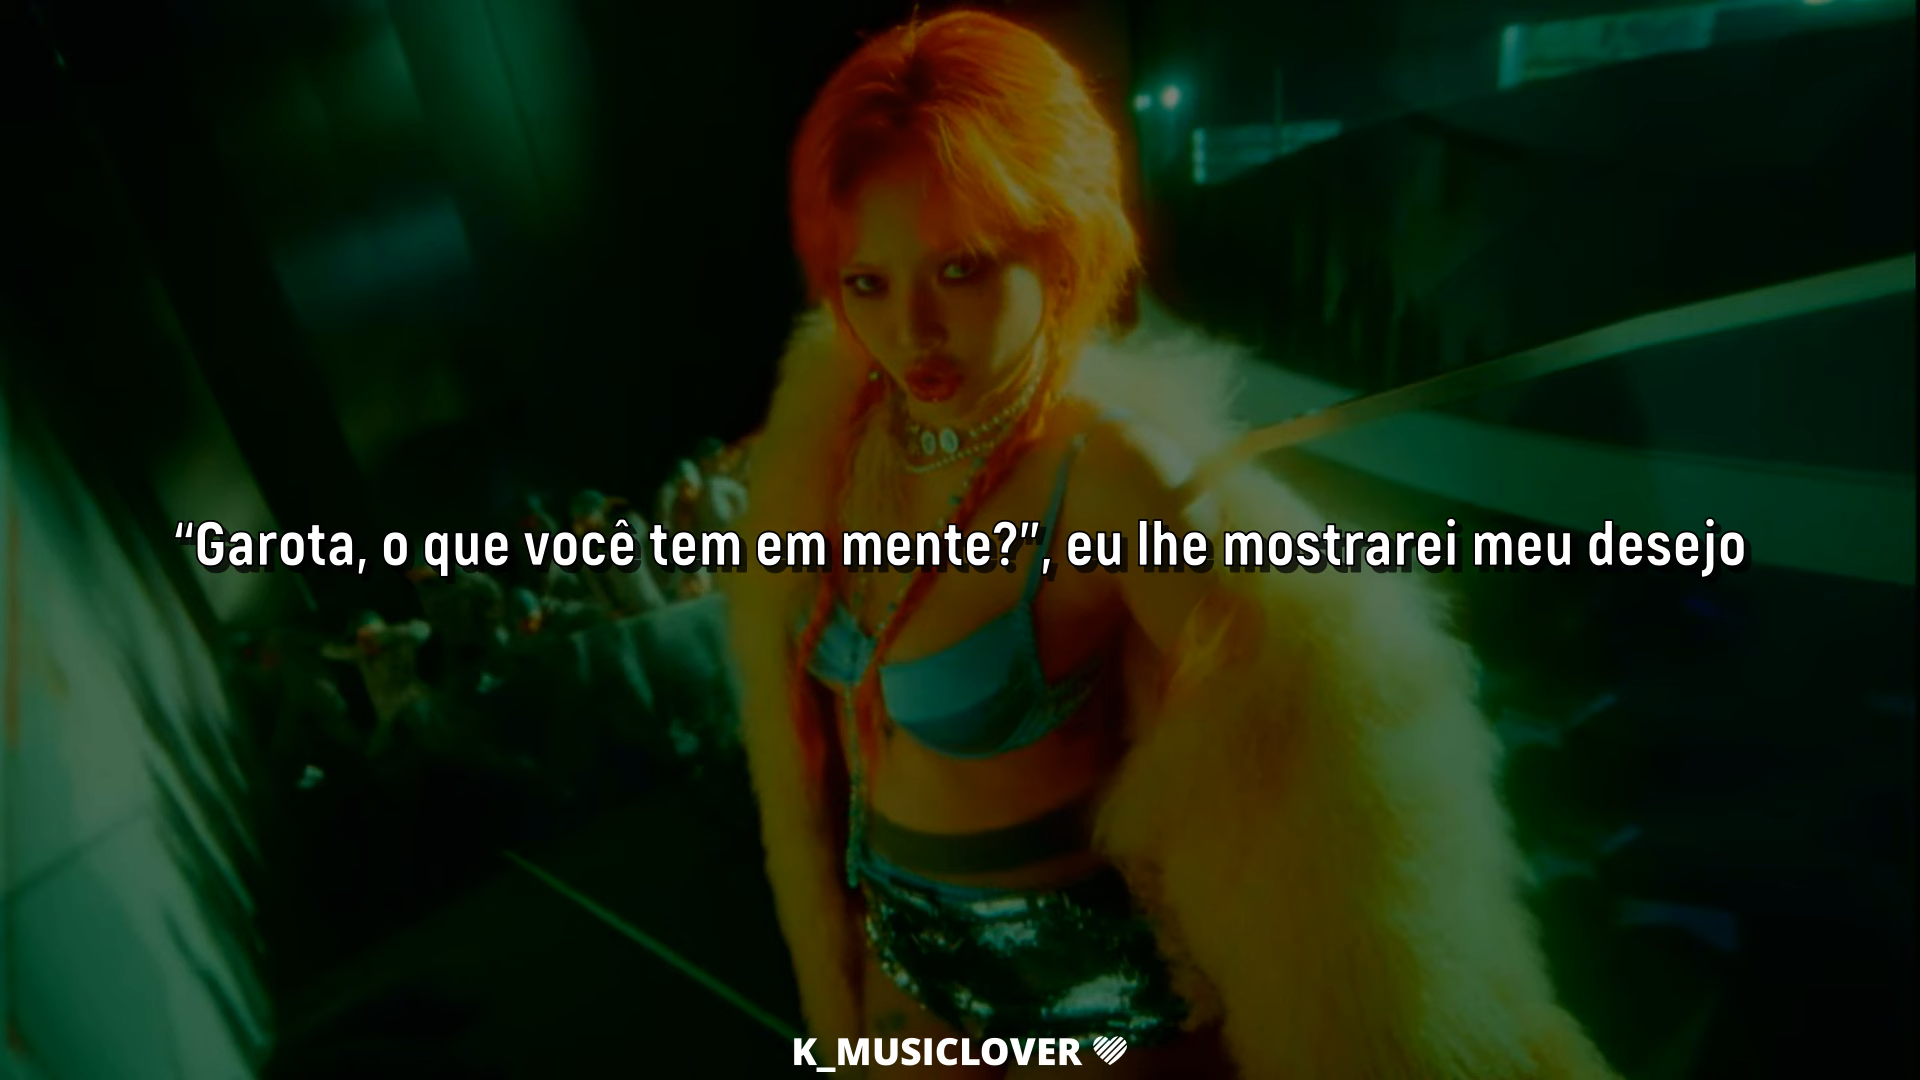 “Garota, o que você tem em mente?”, eu lhe mostrarei meu desejo
K_MUSICLOVER